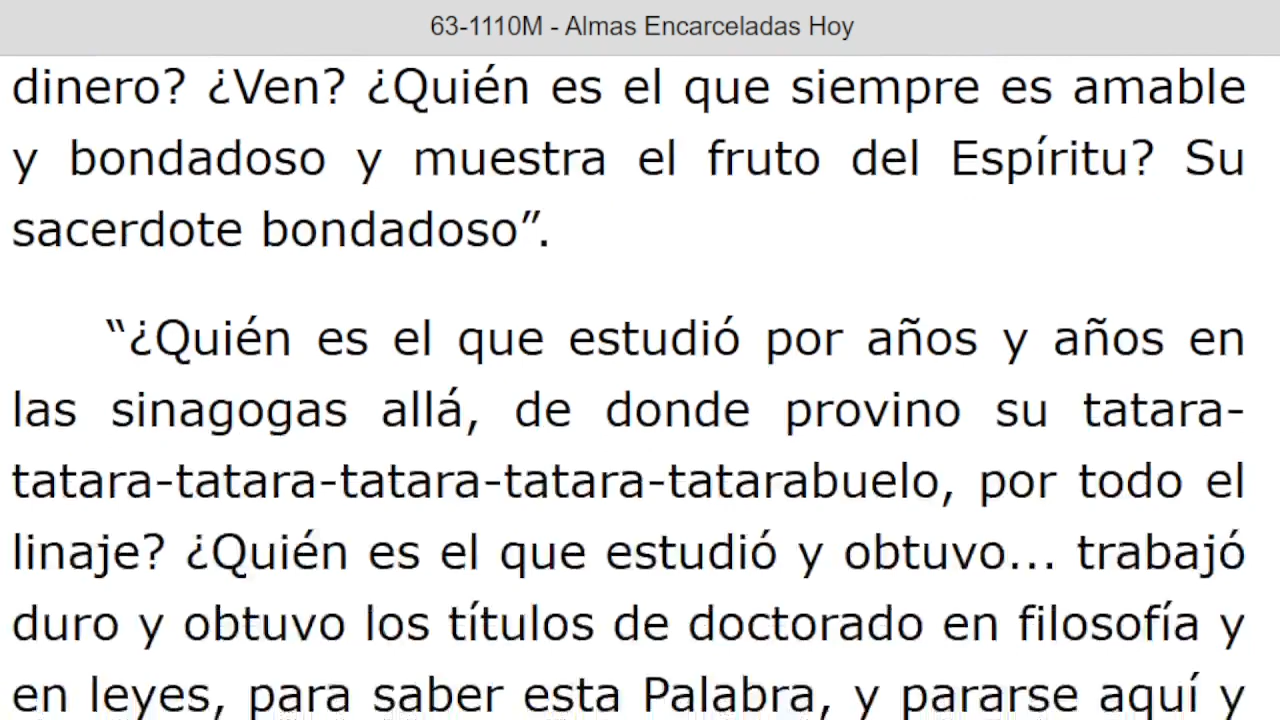 63-1110M - Almas Encarceladas Hoy
dinero? ¿Ven? ¿Quién es el que siempre es amable
y bondadoso y muestra el fruto del Espíritu? Su
sacerdote bondadoso”.
“¿Quién es el que estudió por años y años en
las sinagogas allá, de donde provino su tatara-
tatara-tatara-tatara-tatara-tatarabuelo, por todo el
linaje? ¿Quién es el que estudió y obtuvo... trabajó
duro y obtuvo los títulos de doctorado en filosofía y
en leyes, para saber esta Palabra, y pararse aquí y